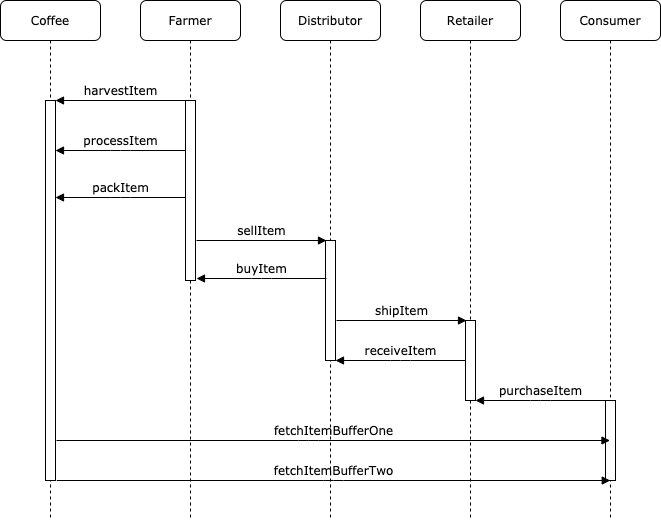 Coffee
Farmer
Distributor
Retailer
Consumer
harvestItem
processItem
packItem
sellItem
buyItem
shipItem
receiveItem
purchaseItem
fetchItemBufferOne
fetchItemBufferTwo